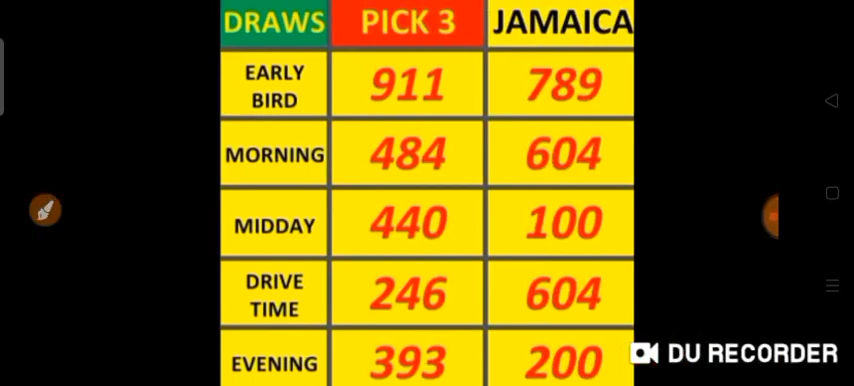 DRAWS PICK 3 JAMAICA
EARLY BIRD 911 789
MORNING 484 604
MIDDAY 440 100
DRIVE TIME 246 604
EVENING 393 200
DU RECORDER